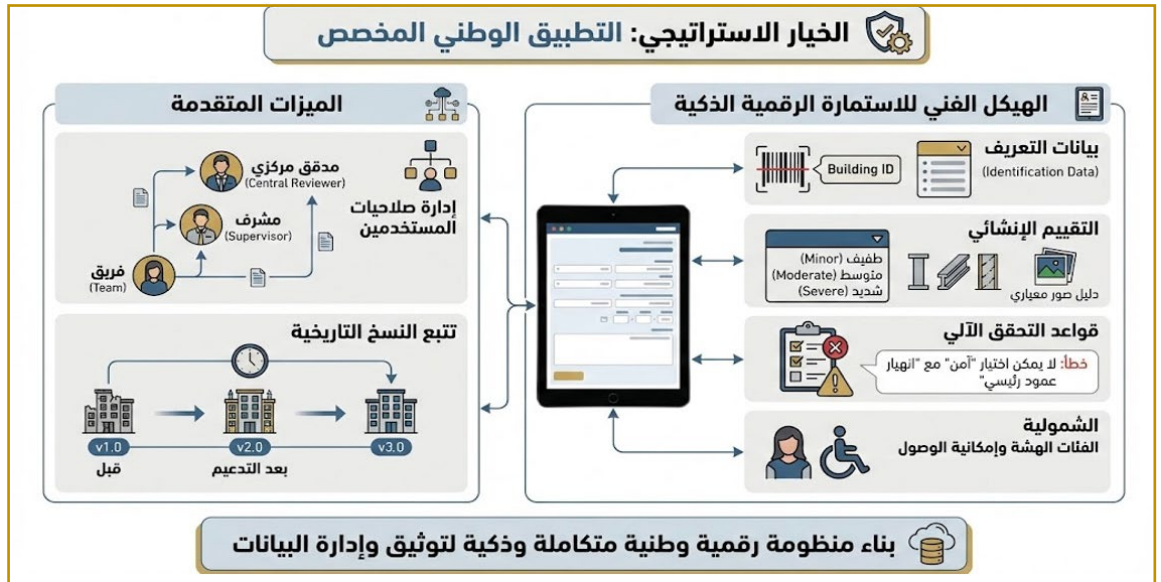 الخيار الاستراتيجي: التطبيق الوطني المخصص
الهيكل الفني للاستمارة الرقمية الذكية
بيانات التعريف
(Identification Data)
Building ID
التقييم الإنشائي
طفيف (Minor)
متوسط (Moderate)
شديد (Severe)
دليل صور معياري
قواعد التحقق الآلي
خطأ: لا يمكن اختيار "آمن" مع "انهيار
عمود رئيسي"
الشمولية
الفئات الهشة وإمكانية الوصول
الميزات المتقدمة
إدارة صلاحيات
المستخدمين
مدقق مركزي
(Central Reviewer)
مشرف
(Supervisor)
فريق
(Team)
تتبع النسخ التاريخية
v1.0
v2.0
v3.0
قبل
بعد التدعيم
بناء منظومة رقمية وطنية متكاملة وذكية لتوثيق وإدارة البيانات